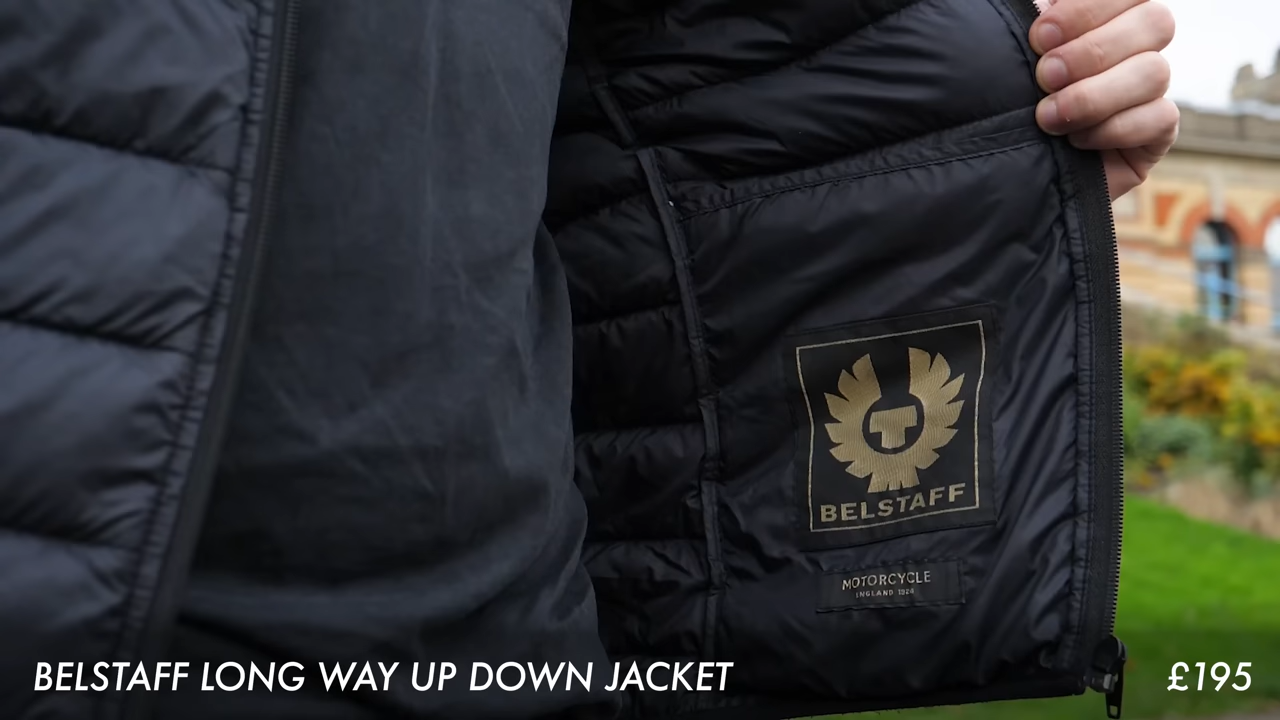 BELSTAFF
MOTORCYCLE
ENGLAND 1924
BELSTAFF LONG WAY UP DOWN JACKET
£195